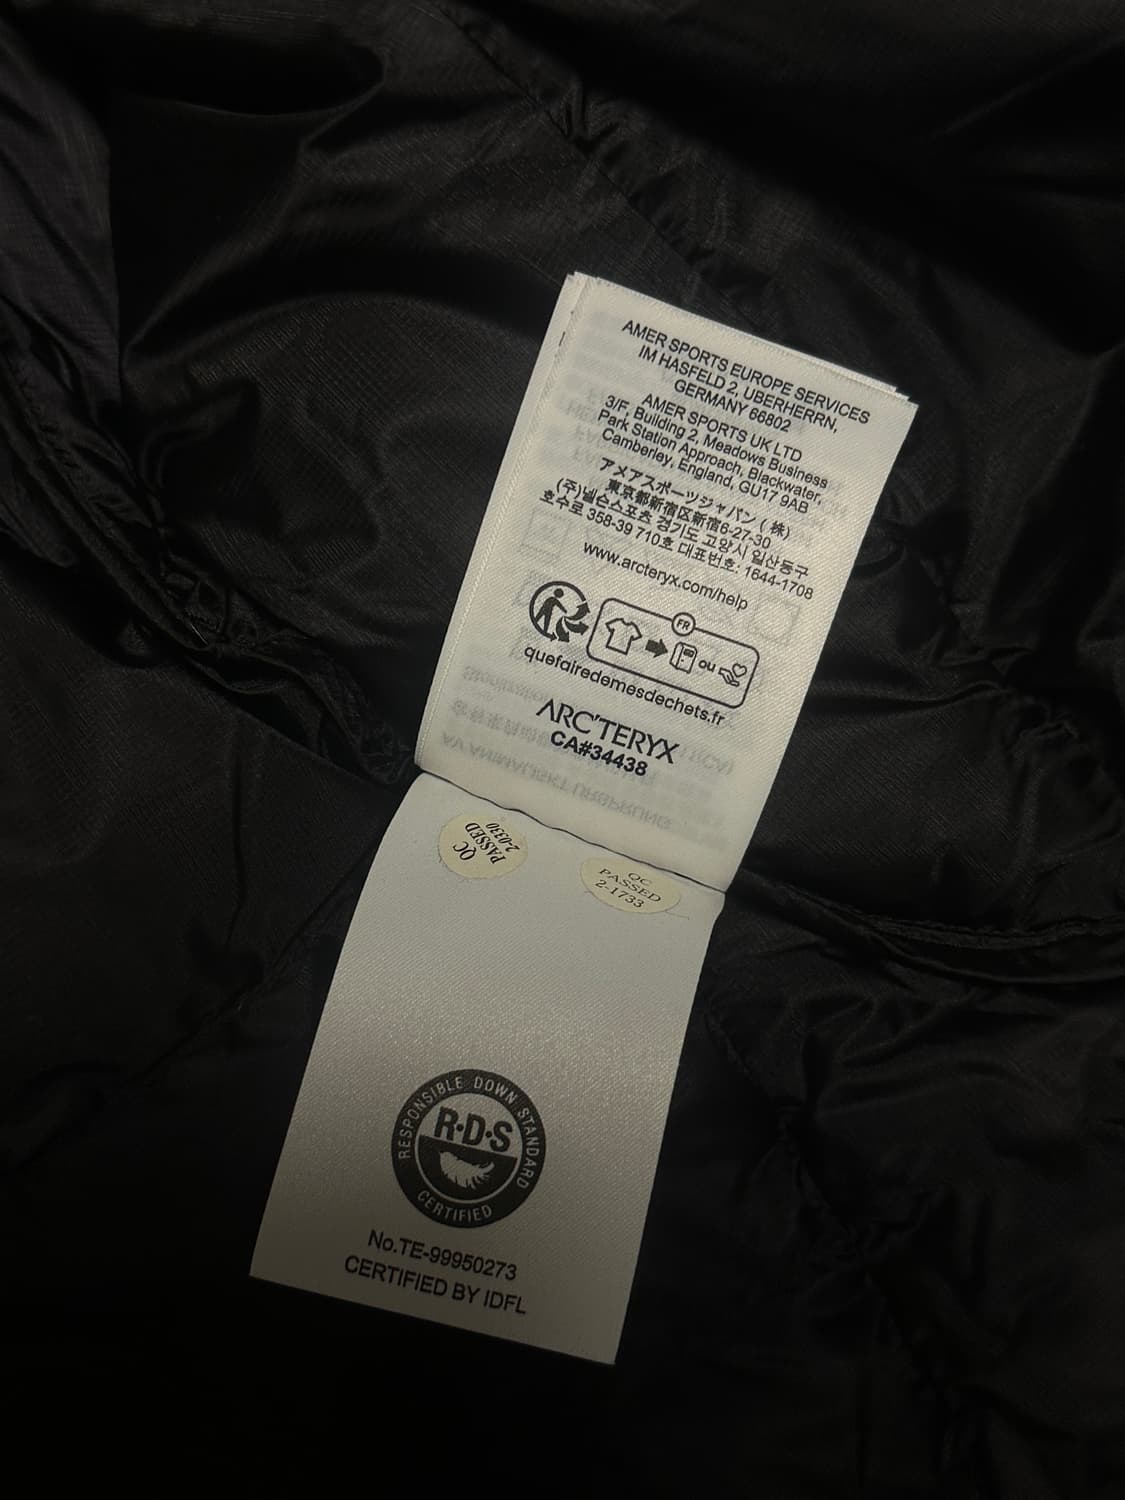 AMER SPORTS EUROPE SERVICES
IM HASFELD 2, UBERHERRN,
GERMANY 66802
AMER SPORTS UK LTD
3/F, Building 2, Meadows Business
Park Station Approach, Blackwater,
Camberley, England, GU17 9AB
アメアスポーツジャパン(株)
東京都新宿区新宿6-27-30
(주)넬슨스포츠 경기도 고양시 일산동구
호수로 358-39 710호 대표번호: 1644-1708
www.arcteryx.com/help
FR
ou
quefairedemesdechets.fr
ARC'TERYX
CA#34438
QC
PASSED
2-0330
QC
PASSED
2-1733
RESPONSIBLE DOWN STANDARD
R·D·S
CERTIFIED
No.TE-99950273
CERTIFIED BY IDFL